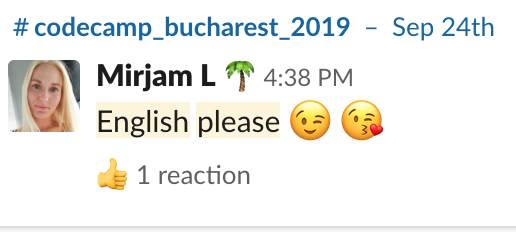 # codecamp_bucharest_2019 – Sep 24th
Mirjam L 🌴 4:38 PM
English please 😉 😘
👍 1 reaction